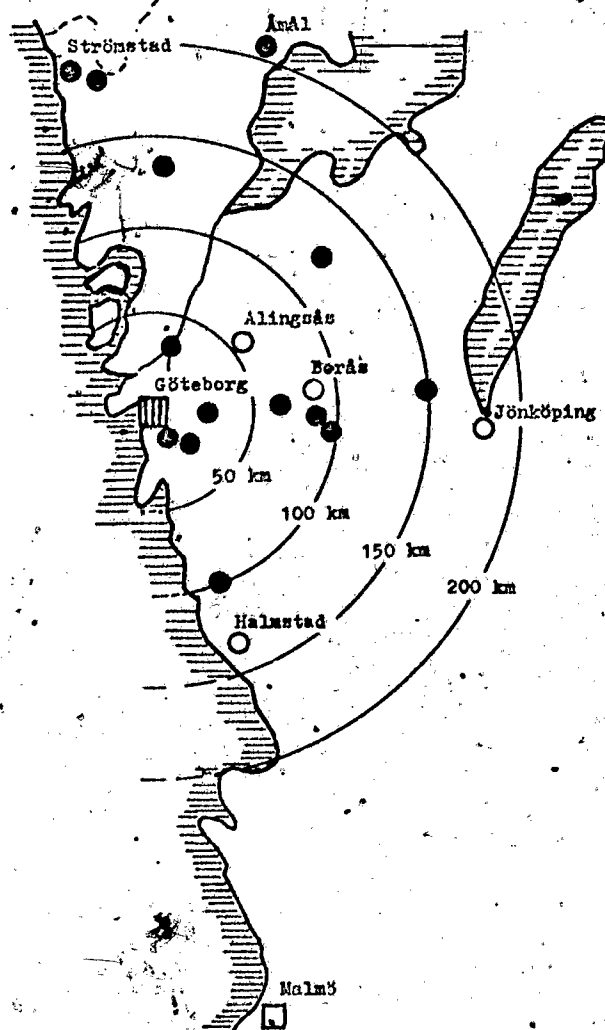 Åmål
Strömstad
Alingsås
Borås
Göteborg
Jönköping
50 km
100 km
150 km
200 km
Halmstad
Malmö